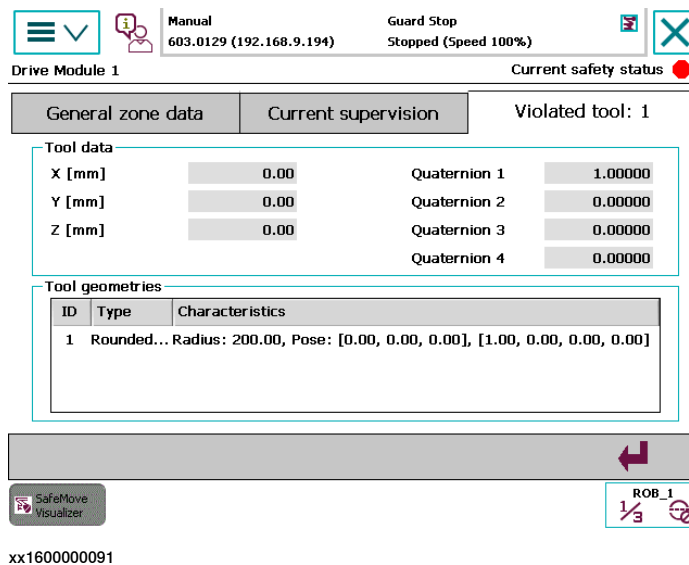 Manual
603.0129 (192.168.9.194)
Guard Stop
Stopped (Speed 100%)
Drive Module 1
Current safety status
General zone data
Current supervision
Violated tool: 1
Tool data
X [mm] 0.00 Quaternion 1 1.00000
Y [mm] 0.00 Quaternion 2 0.00000
Z [mm] 0.00 Quaternion 3 0.00000
Quaternion 4 0.00000
Tool geometries
ID Type Characteristics
1 Rounded... Radius: 200.00, Pose: [0.00, 0.00, 0.00], [1.00, 0.00, 0.00, 0.00]
SafeMove
Visualizer
ROB_1
1/3
xx1600000091